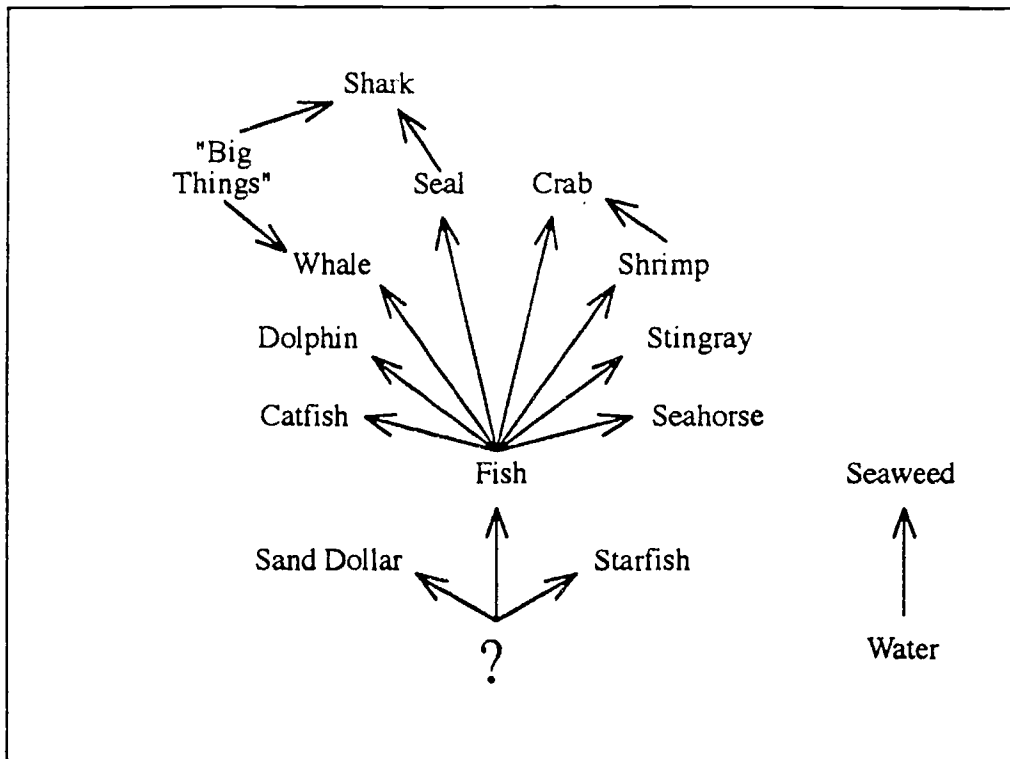 Shark
"Big
Things"
Seal
Crab
Whale
Shrimp
Dolphin
Stingray
Catfish
Seahorse
Fish
Seaweed
Sand Dollar
Starfish
?
Water